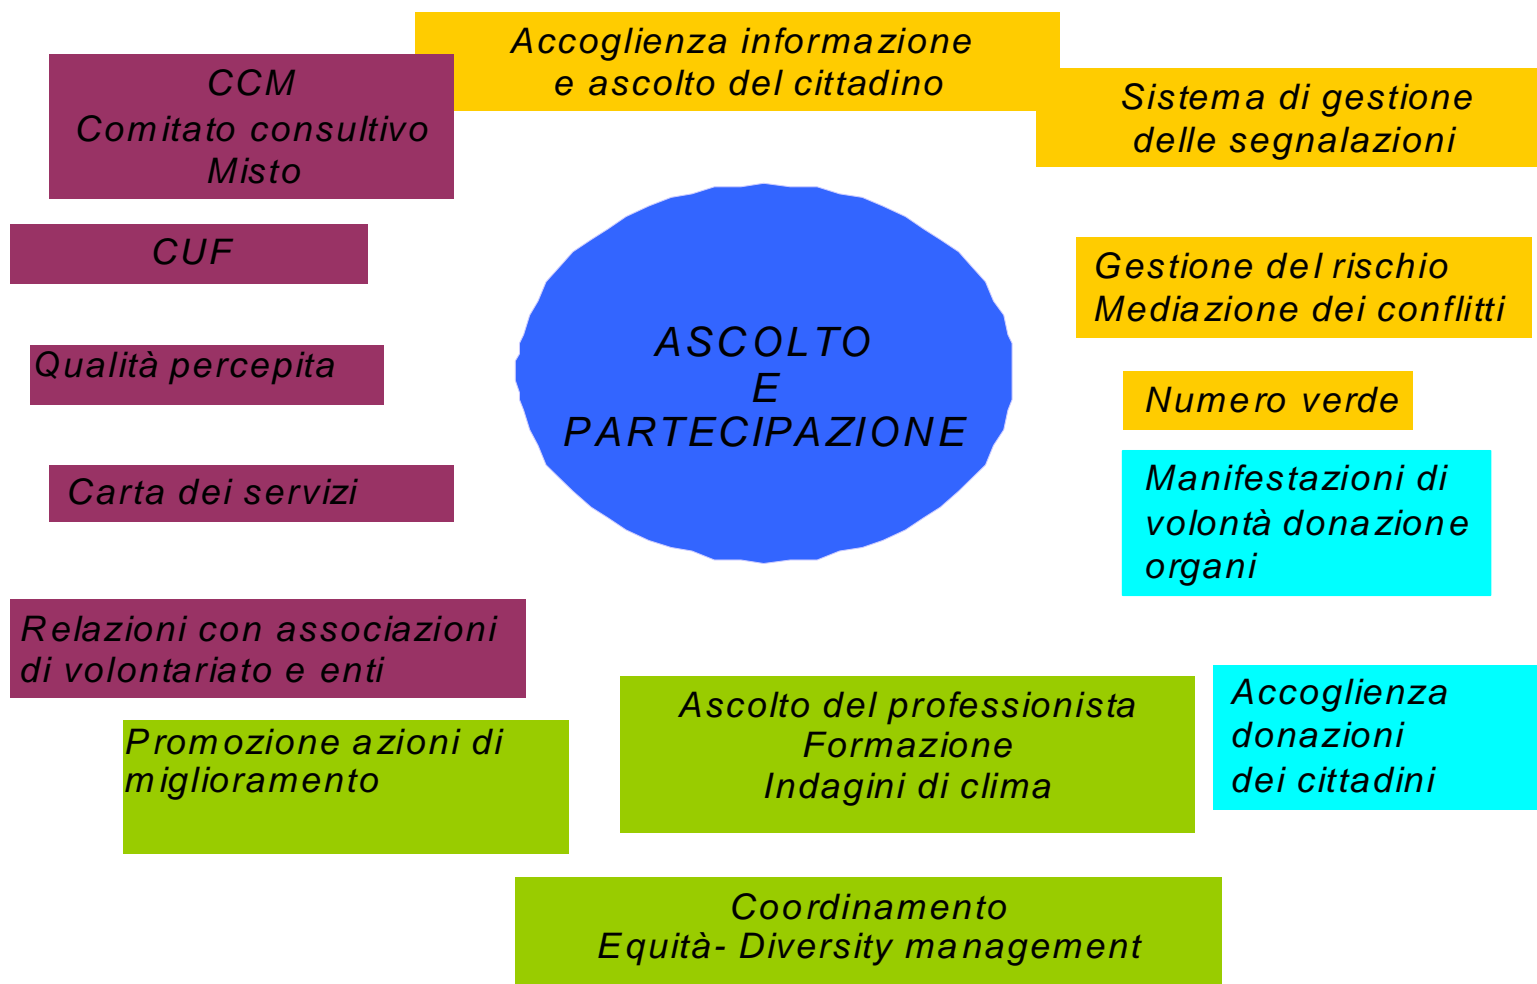 Accoglienza informazione
e ascolto del cittadino
CCM
Comitato consultivo
Misto
Sistema di gestione
delle segnalazioni
CUF
Gestione del rischio
Mediazione dei conflitti
Qualità percepita
ASCOLTO
E
PARTECIPAZIONE
Numero verde
Carta dei servizi
Manifestazioni di
volontà donazione
organi
Relazioni con associazioni
di volontariato e enti
Promozione azioni di
miglioramento
Ascolto del professionista
Formazione
Indagini di clima
Accoglienza
donazioni
dei cittadini
Coordinamento
Equità- Diversity management